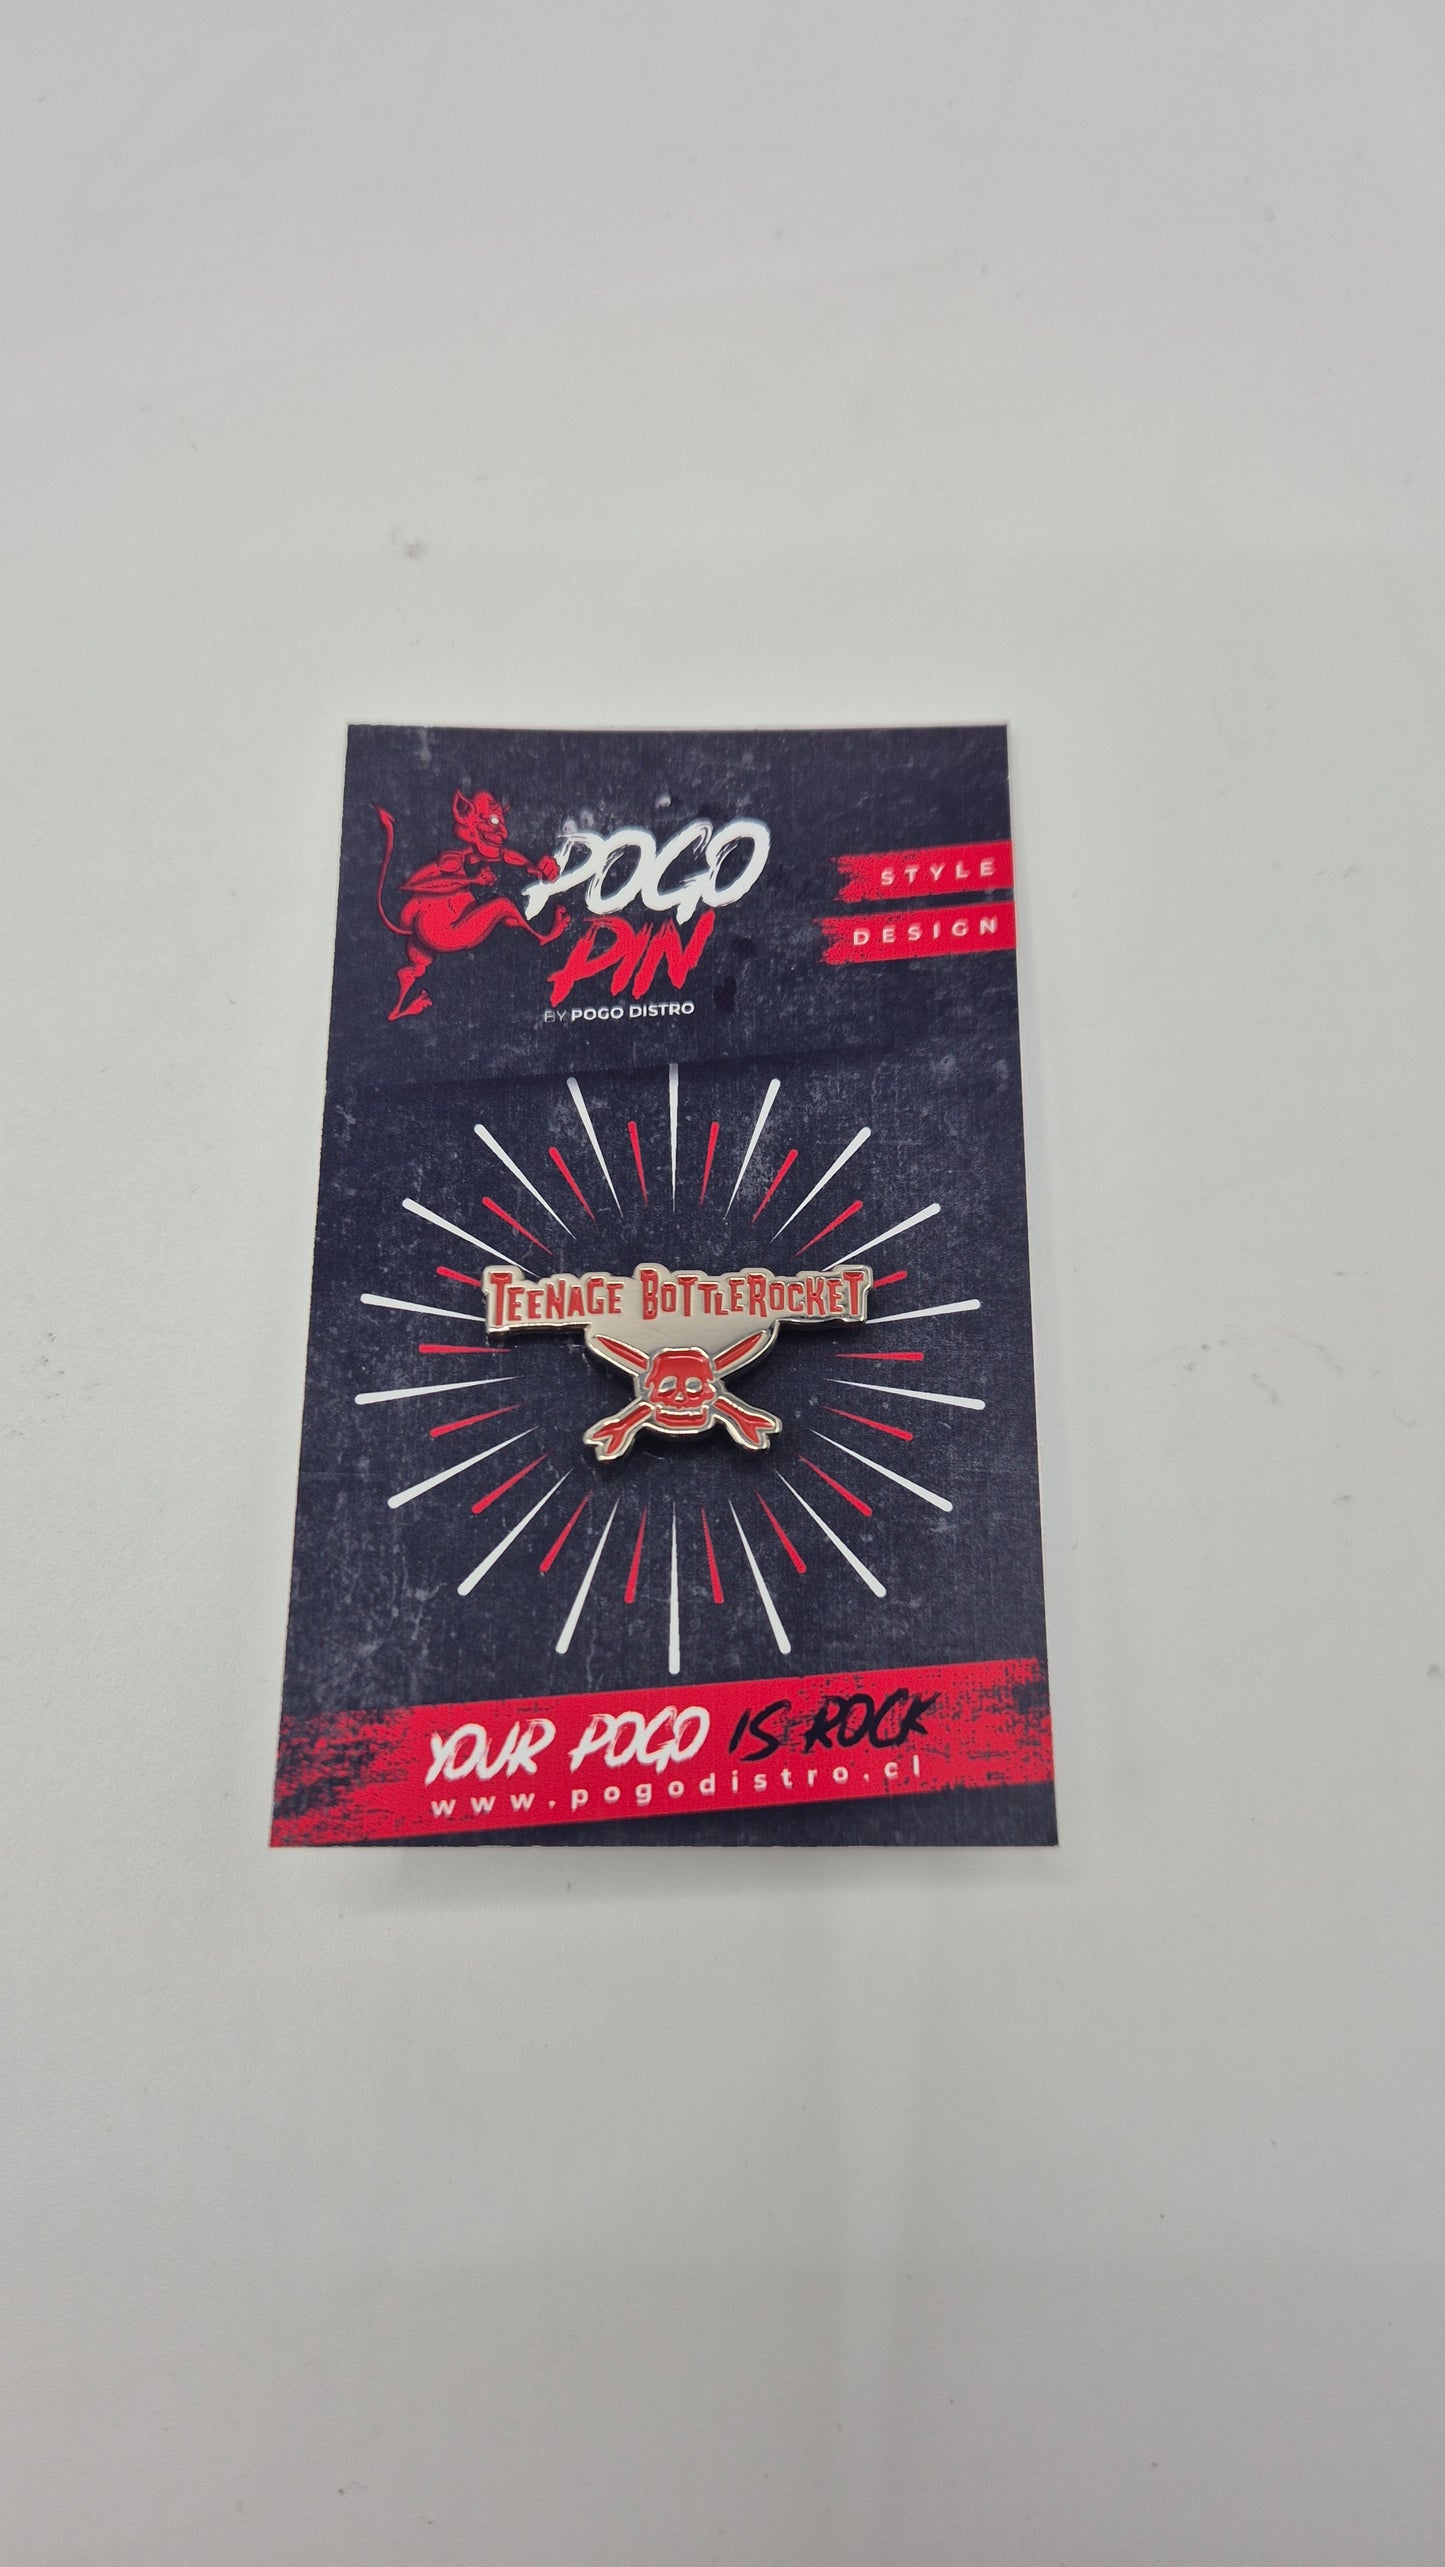 POGO
PIN
BY POGO DISTRO
STYLE
DESIGN
TEENAGE BOTTLEROCKET
YOUR POGO IS ROCK
www.pogodistro.cl